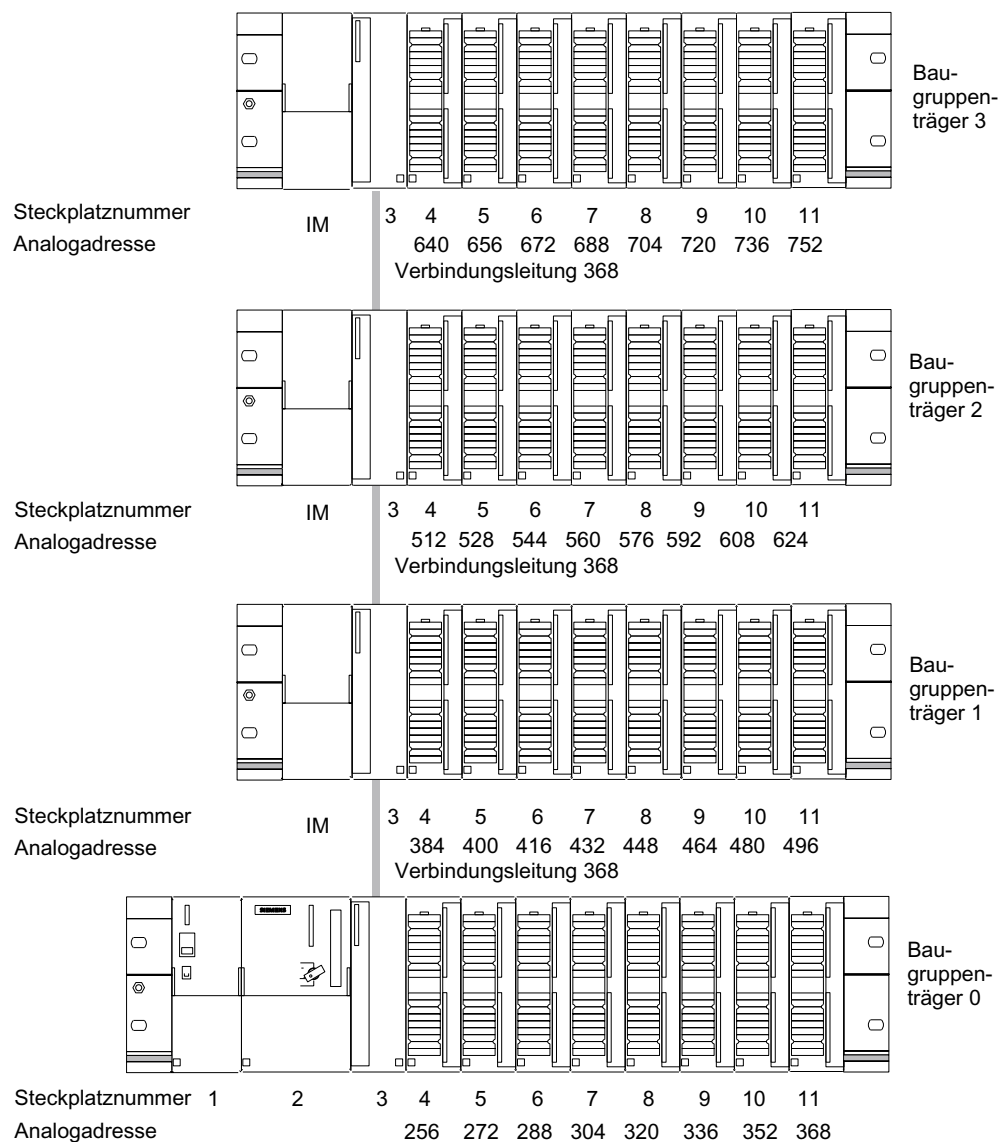 Bau-
gruppen-
träger 3
Steckplatznummer IM 3 4 5 6 7 8 9 10 11
Analogadresse 640 656 672 688 704 720 736 752
Verbindungsleitung 368
Bau-
gruppen-
träger 2
Steckplatznummer IM 3 4 5 6 7 8 9 10 11
Analogadresse 512 528 544 560 576 592 608 624
Verbindungsleitung 368
Bau-
gruppen-
träger 1
Steckplatznummer IM 3 4 5 6 7 8 9 10 11
Analogadresse 384 400 416 432 448 464 480 496
Verbindungsleitung 368
SIEMENS
Bau-
gruppen-
träger 0
Steckplatznummer 1 2 3 4 5 6 7 8 9 10 11
Analogadresse 256 272 288 304 320 336 352 368